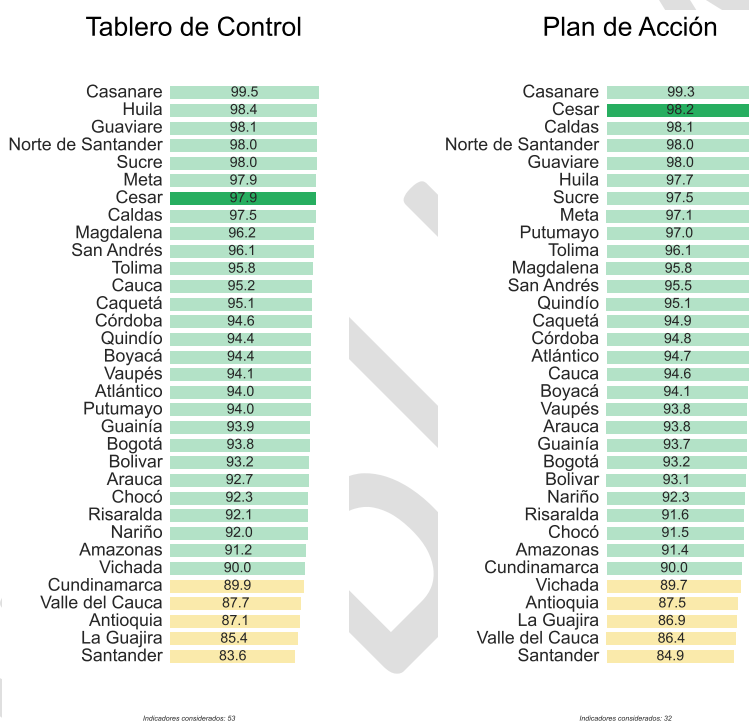 Tablero de Control
Casanare 99.5
Huila 98.4
Guaviare 98.1
Norte de Santander 98.0
Sucre 98.0
Meta 97.9
Cesar 97.9
Caldas 97.5
Magdalena 96.2
San Andrés 96.1
Tolima 95.8
Cauca 95.2
Caquetá 95.1
Córdoba 94.6
Quindío 94.4
Boyacá 94.4
Vaupés 94.1
Atlántico 94.0
Putumayo 94.0
Guainía 93.9
Bogotá 93.8
Bolivar 93.2
Arauca 92.7
Chocó 92.3
Risaralda 92.1
Nariño 92.0
Amazonas 91.2
Vichada 90.0
Cundinamarca 89.9
Valle del Cauca 87.7
Antioquia 87.1
La Guajira 85.4
Santander 83.6
Indicadores considerados: 53
Plan de Acción
Casanare 99.3
Cesar 98.2
Caldas 98.1
Norte de Santander 98.0
Guaviare 98.0
Huila 97.7
Sucre 97.5
Meta 97.1
Putumayo 97.0
Tolima 96.1
Magdalena 95.8
San Andrés 95.5
Quindío 95.1
Caquetá 94.9
Córdoba 94.8
Atlántico 94.7
Cauca 94.6
Boyacá 94.1
Vaupés 93.8
Arauca 93.8
Guainía 93.7
Bogotá 93.2
Bolivar 93.1
Nariño 92.3
Risaralda 91.6
Chocó 91.5
Amazonas 91.4
Cundinamarca 90.0
Vichada 89.7
Antioquia 87.5
La Guajira 86.9
Valle del Cauca 86.4
Santander 84.9
Indicadores considerados: 32